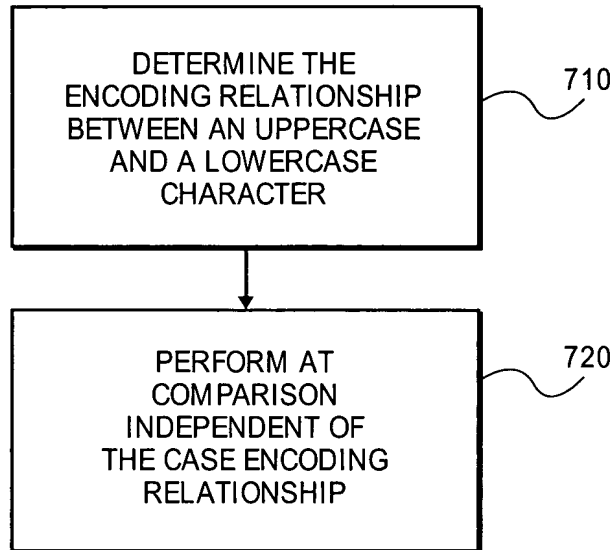 DETERMINE THE
ENCODING RELATIONSHIP
BETWEEN AN UPPERCASE
AND A LOWERCASE
CHARACTER
710
PERFORM AT
COMPARISON
INDEPENDENT OF
THE CASE ENCODING
RELATIONSHIP
720